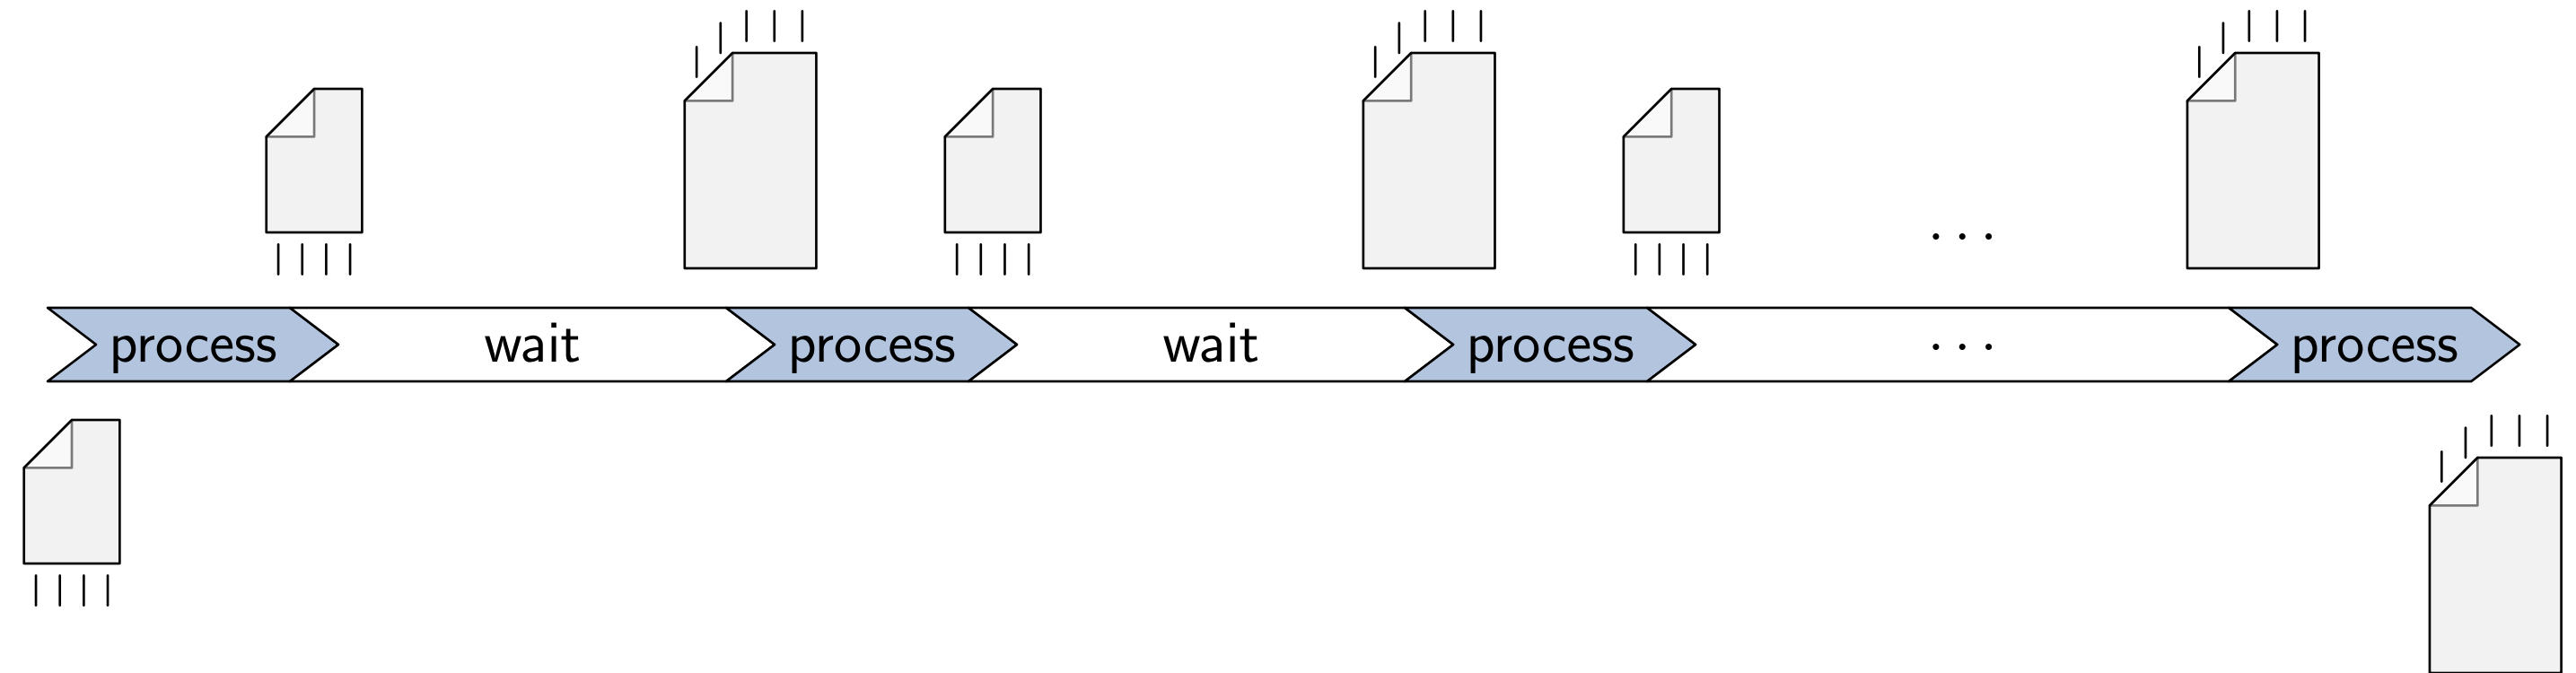 . . .
process wait process wait process . . . process